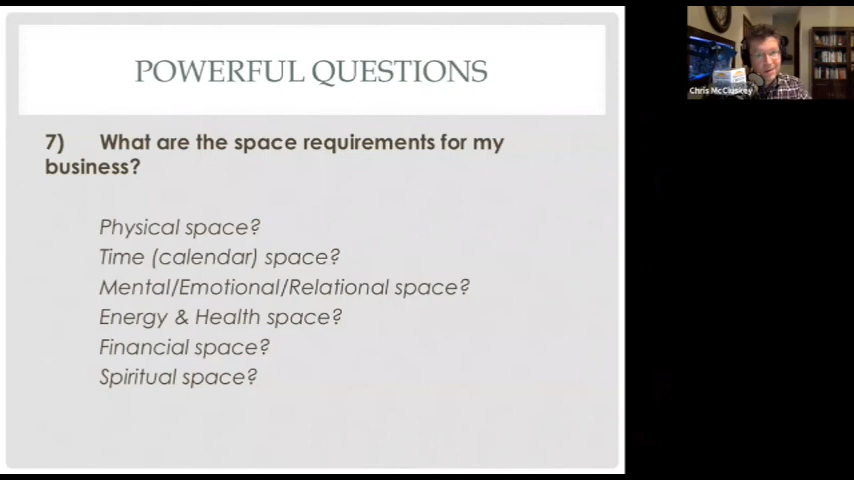 POWERFUL QUESTIONS
7) What are the space requirements for my
business?
Physical space?
Time (calendar) space?
Mental/Emotional/Relational space?
Energy & Health space?
Financial space?
Spiritual space?
Chris McCluskey